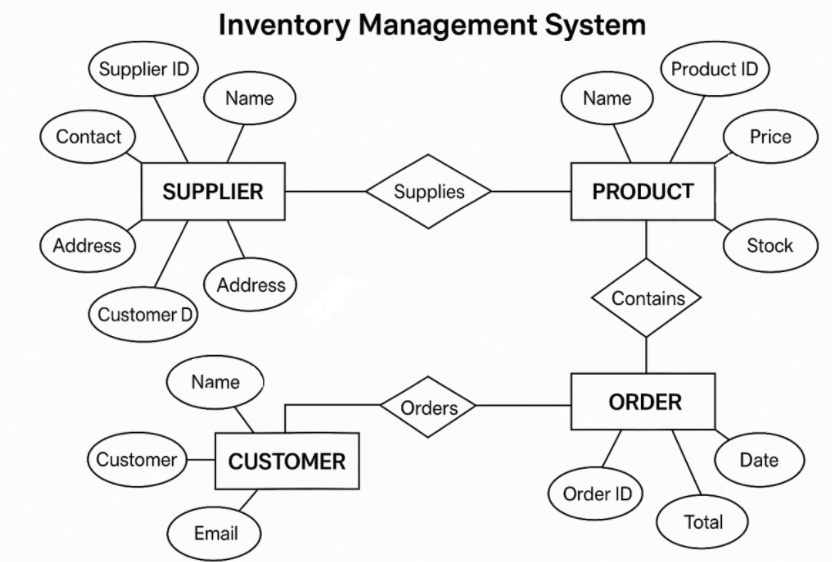 Inventory Management System
Supplier ID
Name
Contact
SUPPLIER
Address
Customer D
Address
Supplies
Name
Product ID
Price
PRODUCT
Stock
Contains
Name
Customer
CUSTOMER
Email
Orders
ORDER
Order ID
Total
Date